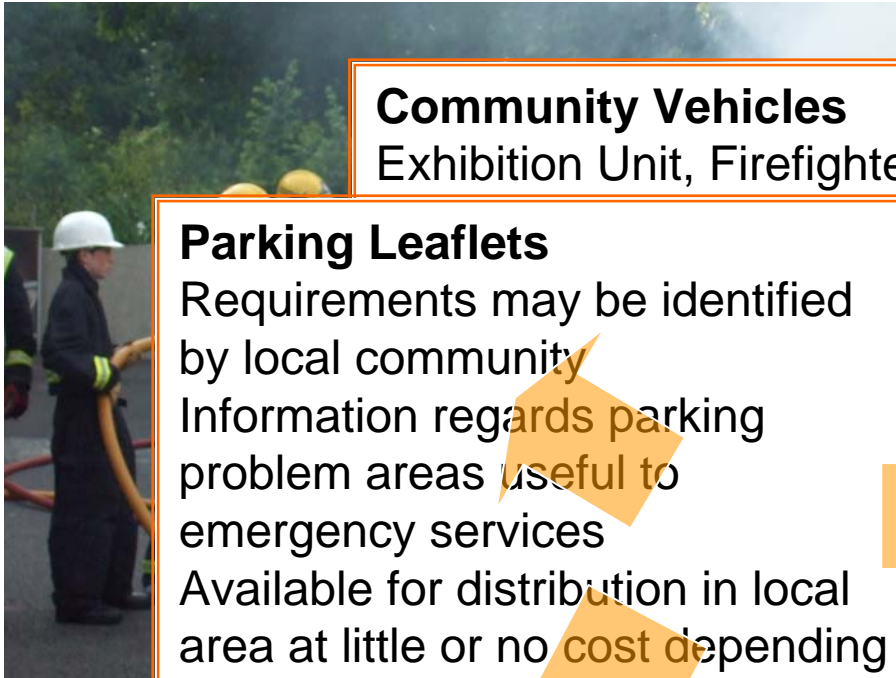 Community Vehicles
Exhibition Unit, Firefighte
Parking Leaflets
Requirements may be identified
by local community
Information regards parking
problem areas useful to
emergency services
Available for distribution in local
area at little or no cost depending